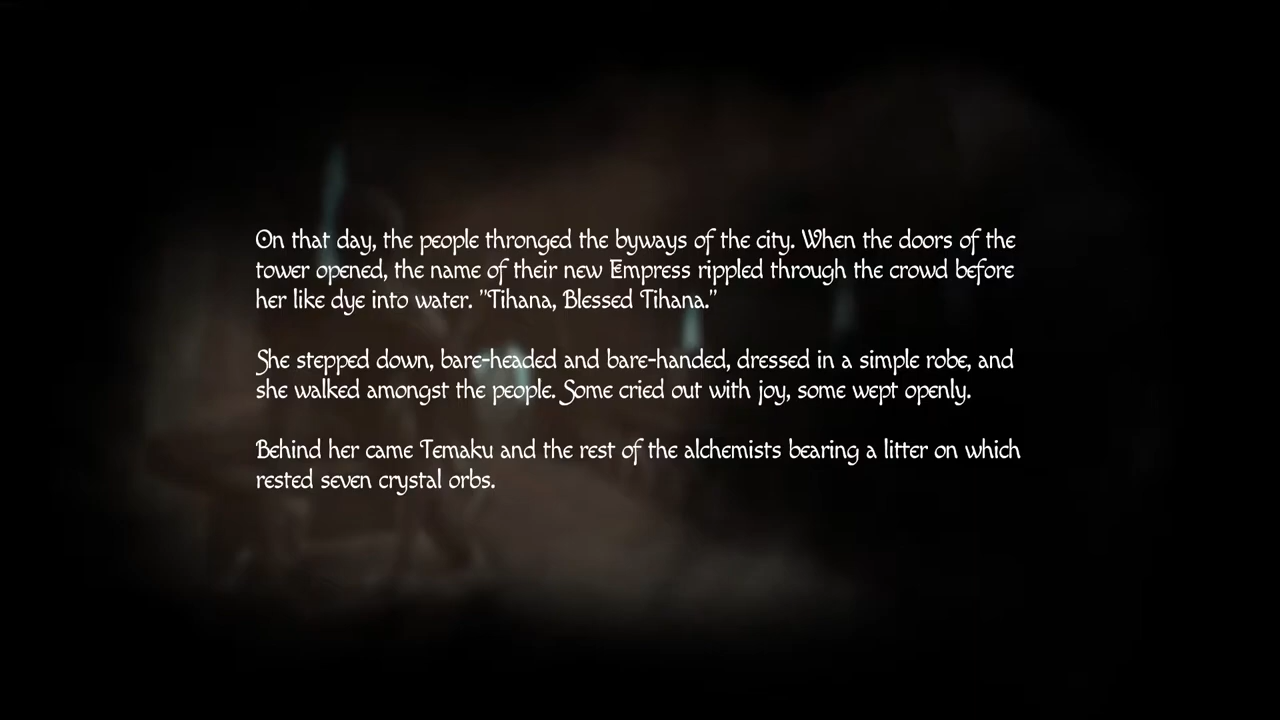 On that day, the people thronged the byways of the city. When the doors of the
tower opened, the name of their new Empress rippled through the crowd before
her like dye into water. "Tihana, Blessed Tihana."
She stepped down, bare-headed and bare-handed, dressed in a simple robe, and
she walked amongst the people. Some cried out with joy, some wept openly.
Behind her came Temaku and the rest of the alchemists bearing a litter on which
rested seven crystal orbs.